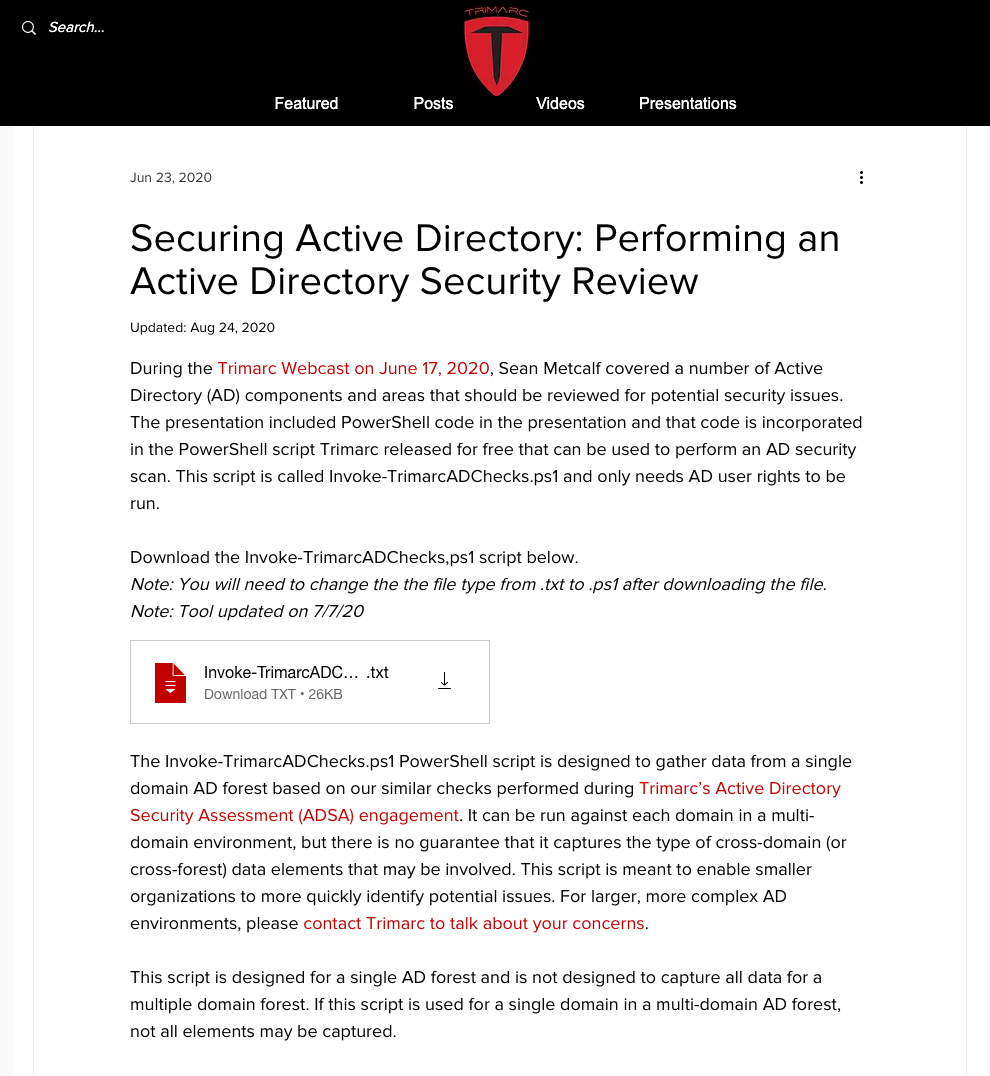 TRIMARC
Search...
Featured
Posts
Videos
Presentations
Jun 23, 2020
Securing Active Directory: Performing an
Active Directory Security Review
Updated: Aug 24, 2020
During the Trimarc Webcast on June 17, 2020, Sean Metcalf covered a number of Active
Directory (AD) components and areas that should be reviewed for potential security issues.
The presentation included PowerShell code in the presentation and that code is incorporated
in the PowerShell script Trimarc released for free that can be used to perform an AD security
scan. This script is called Invoke-TrimarcADChecks.ps1 and only needs AD user rights to be
run.
Download the Invoke-TrimarcADChecks,ps1 script below.
Note: You will need to change the the file type from .txt to .ps1 after downloading the file.
Note: Tool updated on 7/7/20
Invoke-TrimarcADC... .txt
Download TXT • 26KB
The Invoke-TrimarcADChecks.ps1 PowerShell script is designed to gather data from a single
domain AD forest based on our similar checks performed during Trimarc’s Active Directory
Security Assessment (ADSA) engagement. It can be run against each domain in a multi-
domain environment, but there is no guarantee that it captures the type of cross-domain (or
cross-forest) data elements that may be involved. This script is meant to enable smaller
organizations to more quickly identify potential issues. For larger, more complex AD
environments, please contact Trimarc to talk about your concerns.
This script is designed for a single AD forest and is not designed to capture all data for a
multiple domain forest. If this script is used for a single domain in a multi-domain AD forest,
not all elements may be captured.